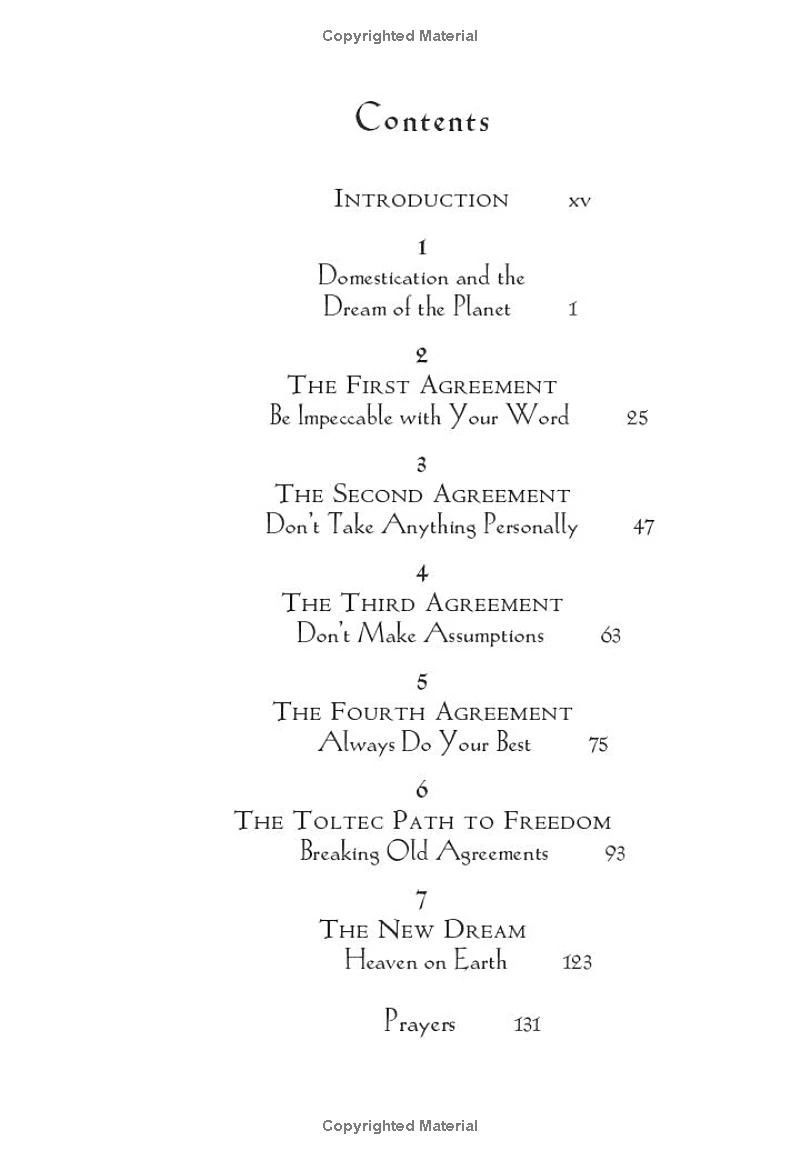 Copyrighted Material
Contents
INTRODUCTION xv
1
Domestication and the
Dream of the Planet 1
2
THE FIRST AGREEMENT
Be Impeccable with Your Word 25
3
THE SECOND AGREEMENT
Don't Take Anything Personally 47
4
THE THIRD AGREEMENT
Don't Make Assumptions 63
5
THE FOURTH AGREEMENT
Always Do Your Best 75
6
THE TOLTEC PATH TO FREEDOM
Breaking Old Agreements 93
7
THE NEW DREAM
Heaven on Earth 123
Prayers 131
Copyrighted Material